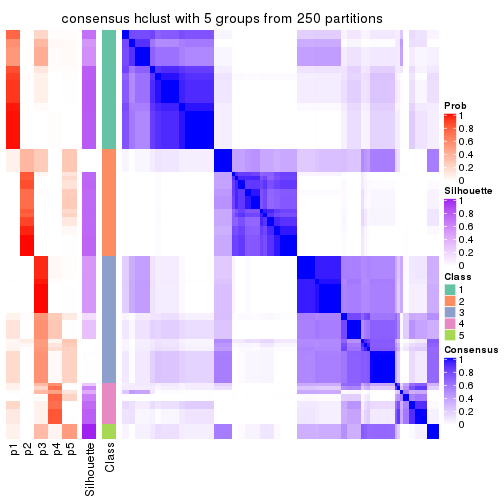 consensus hclust with 5 groups from 250 partitions
Prob
1
0.8
0.6
0.4
0.2
0
Silhouette
1
0.8
0.6
0.4
0.2
0
Class
1
2
3
4
5
Consensus
1
0.8
0.6
0.4
0.2
0
p1
p2
p3
p4
p5
Silhouette
Class